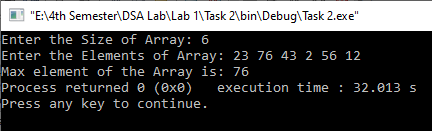 "E:\4th Semester\DSA Lab\Lab 1\Task 2\bin\Debug\Task 2.exe"
Enter the Size of Array: 6
Enter the Elements of Array: 23 76 43 2 56 12
Max element of the Array is: 76
Process returned 0 (0x0)   execution time : 32.013 s
Press any key to continue.